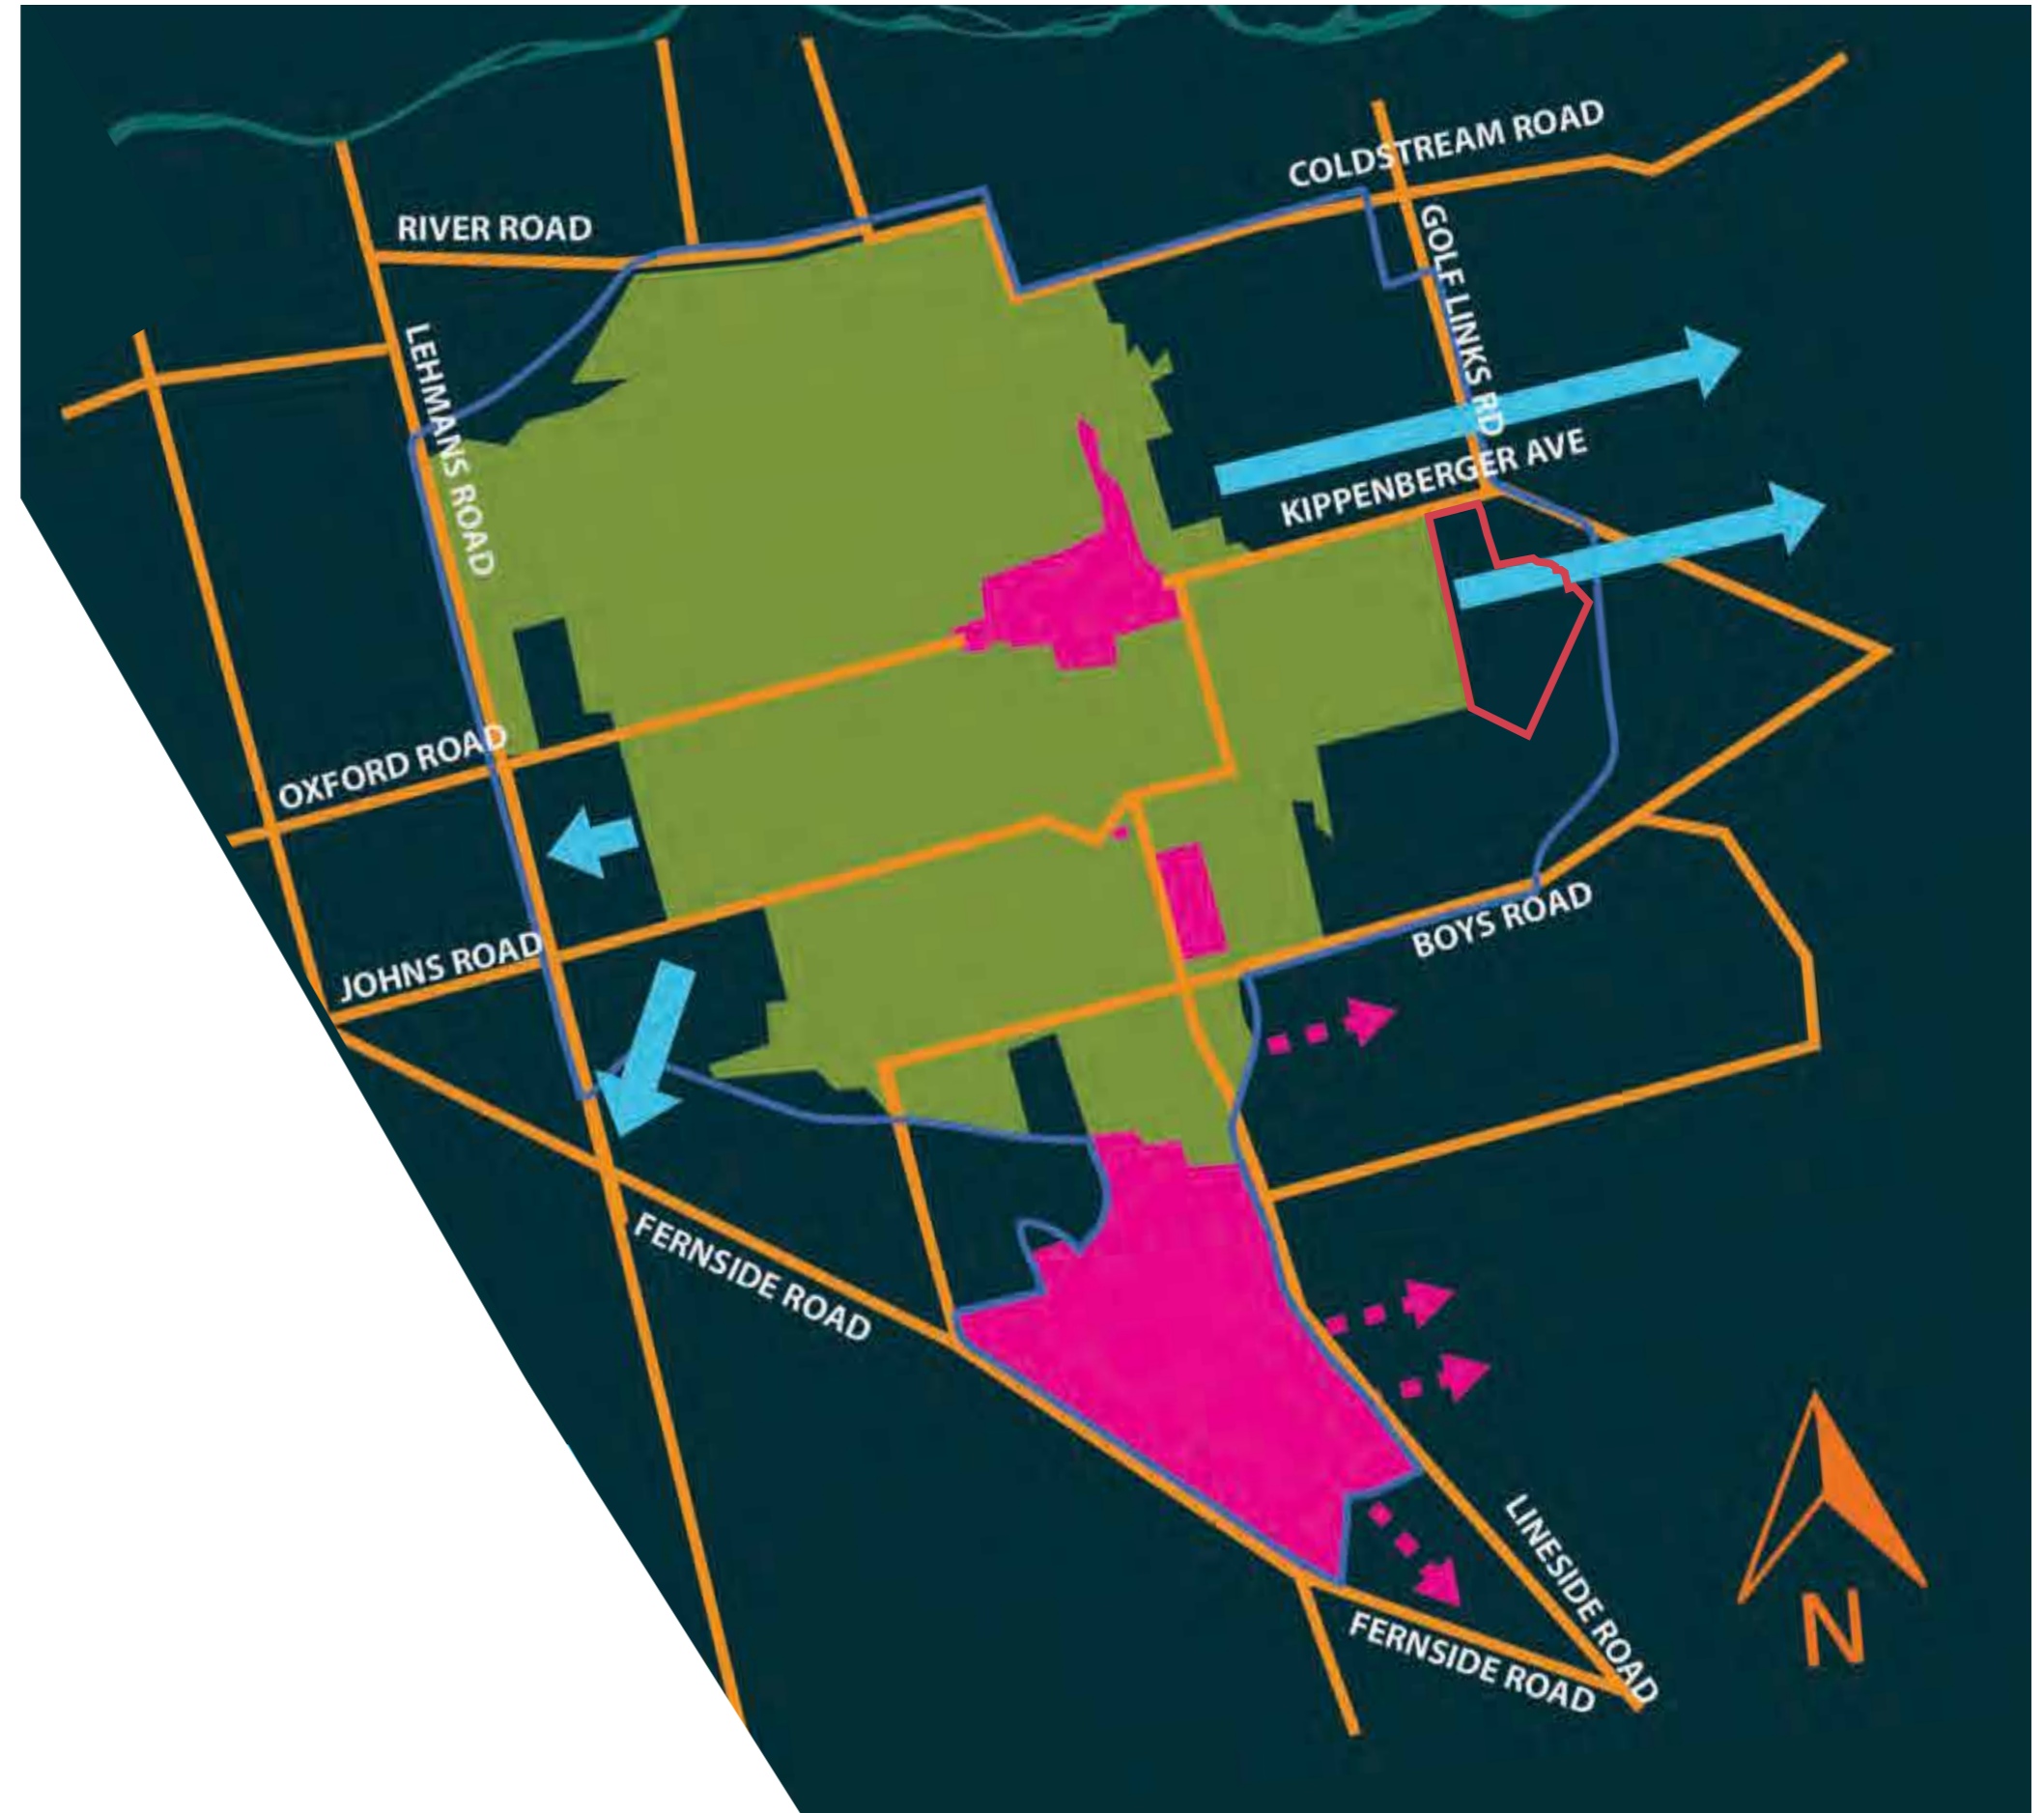 COLDSTREAM ROAD
RIVER ROAD
GOLF LINKS RD
LEHMANS ROAD
KIPPENBERGER AVE
OXFORD ROAD
JOHNS ROAD
BOYS ROAD
FERNSIDE ROAD
LINESIDE ROAD
FERNSIDE ROAD
N